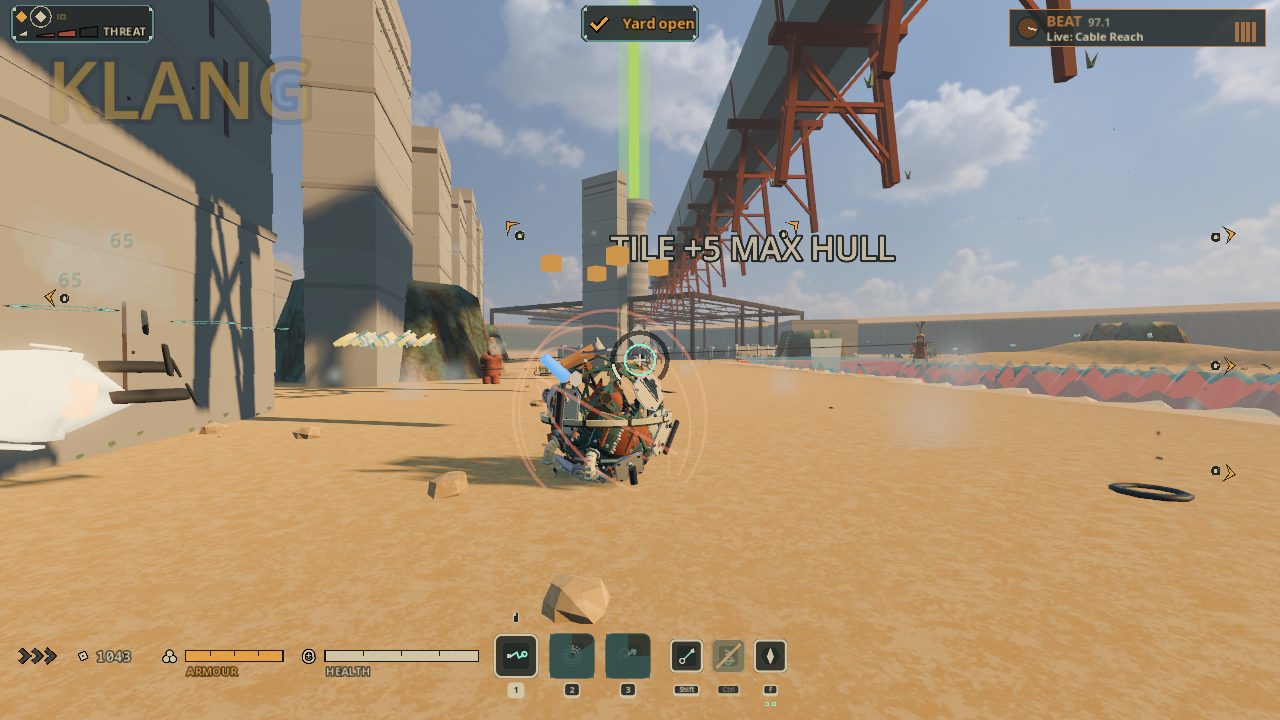 THREAT
Yard open
BEAT 97.1
Live: Cable Reach
KLANG
65
65
TILE +5 MAX HULL
1043
ARMOUR
HEALTH
1
2
3
Shift
Ctrl
F